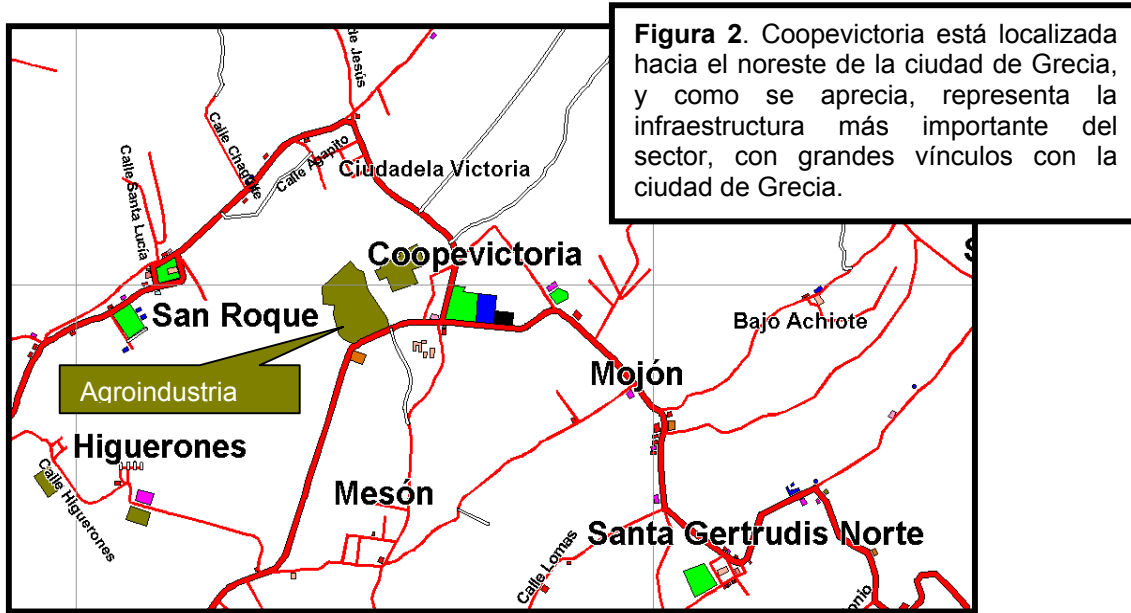 Figura 2. Coopevictoria está localizada
hacia el noreste de la ciudad de Grecia,
y como se aprecia, representa la
infraestructura más importante del
sector, con grandes vínculos con la
ciudad de Grecia.
de Jesús
Calle Chaguite
Calle Agapito
Ciudadela Victoria
Calle Santa Lucía
Coopevictoria
San Roque
Bajo Achiote
Mojón
Agroindustria
Higuerones
Calle Higuerones
Mesón
Santa Gertrudis Norte
Calle Lomas
onio
S